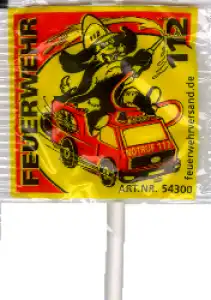 FEUERWEHR
112
feuerwehrversand.de
NOTRUF 112
ART.NR. 54300